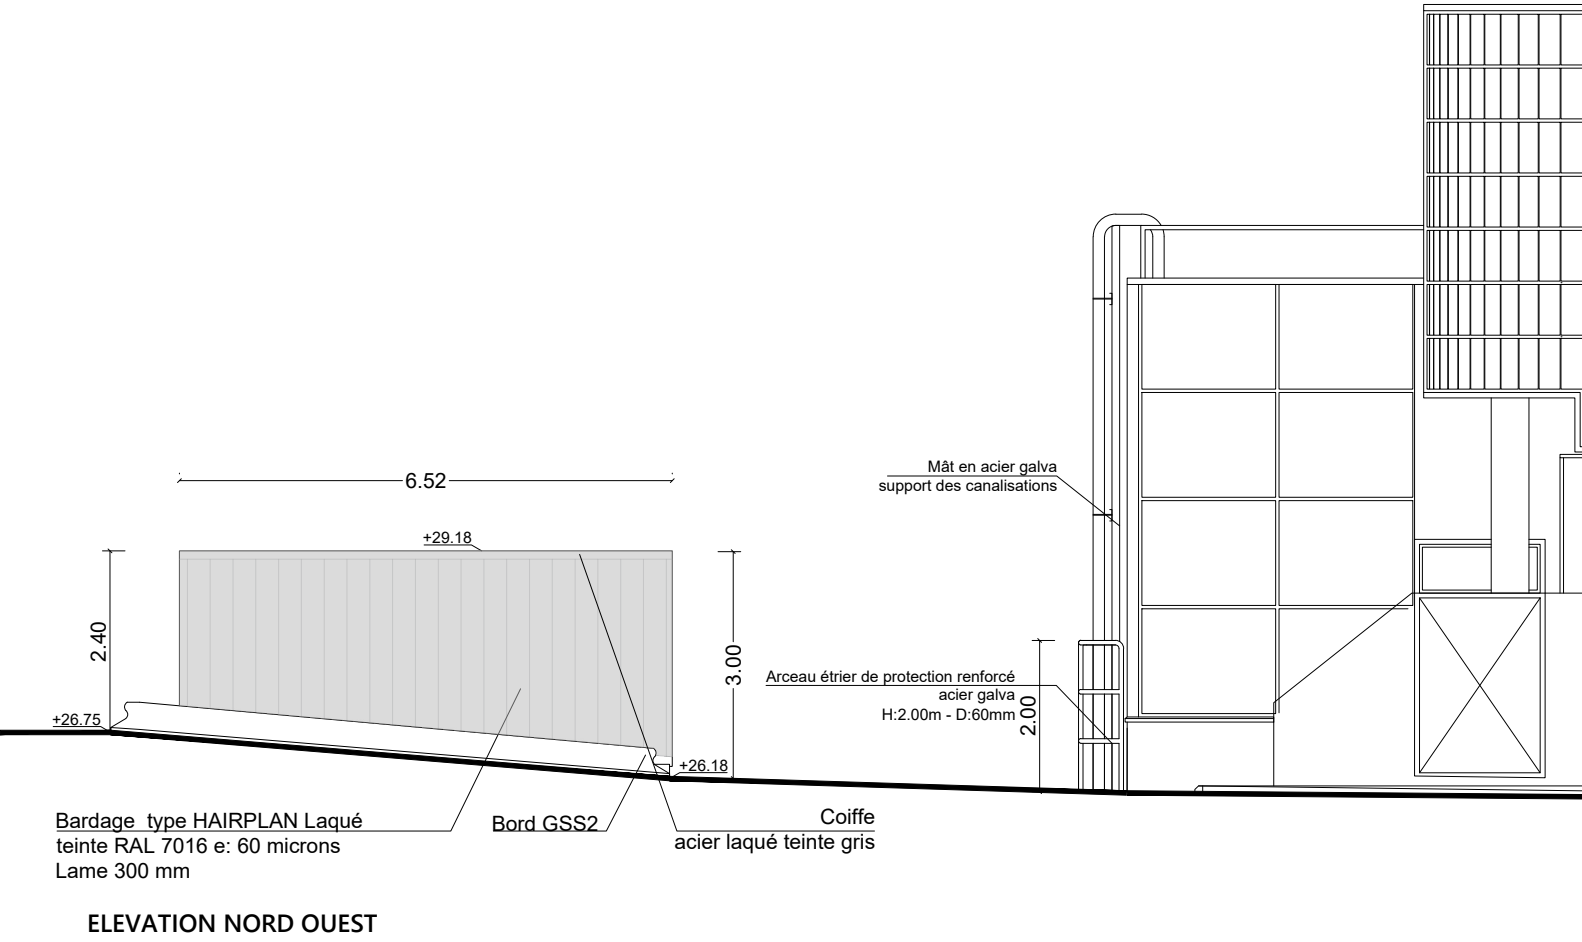 6.52
+29.18
2.40
3.00
+26.75
+26.18
Mât en acier galva
support des canalisations
Arceau étrier de protection renforcé
acier galva
H:2.00m - D:60mm
2.00
Bardage  type HAIRPLAN Laqué
teinte RAL 7016 e: 60 microns
Lame 300 mm
Bord GSS2
Coiffe
acier laqué teinte gris
ELEVATION NORD OUEST